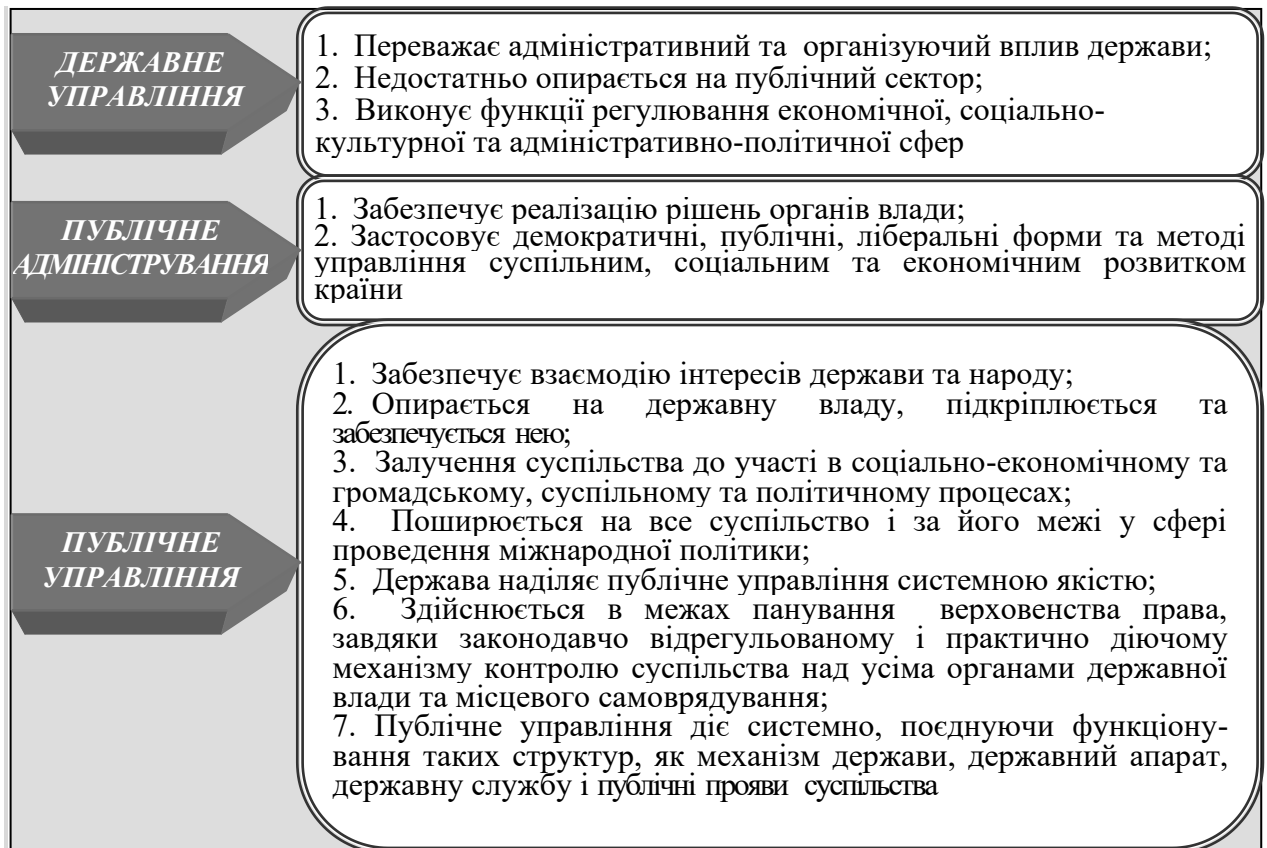 ДЕРЖАВНЕ
УПРАВЛІННЯ
1. Переважає адміністративний та організуючий вплив держави;
2. Недостатньо опирається на публічний сектор;
3. Виконує функції регулювання економічної, соціально-
культурної та адміністративно-політичної сфер
ПУБЛІЧНЕ
АДМІНІСТРУВАННЯ
1. Забезпечує реалізацію рішень органів влади;
2. Застосовує демократичні, публічні, ліберальні форми та методі
управління суспільним, соціальним та економічним розвитком
країни
ПУБЛІЧНЕ
УПРАВЛІННЯ
1. Забезпечує взаємодію інтересів держави та народу;
2. Опирається на державну владу, підкріплюється та
забезпечується нею;
3. Залучення суспільства до участі в соціально-економічному та
громадському, суспільному та політичному процесах;
4. Поширюється на все суспільство і за його межі у сфері
проведення міжнародної політики;
5. Держава наділяє публічне управління системною якістю;
6. Здійснюється в межах панування верховенства права,
завдяки законодавчо відрегульованому і практично діючому
механізму контролю суспільства над усіма органами державної
влади та місцевого самоврядування;
7. Публічне управління діє системно, поєднуючи функціону-
вання таких структур, як механізм держави, державний апарат,
державну службу і публічні прояви суспільства